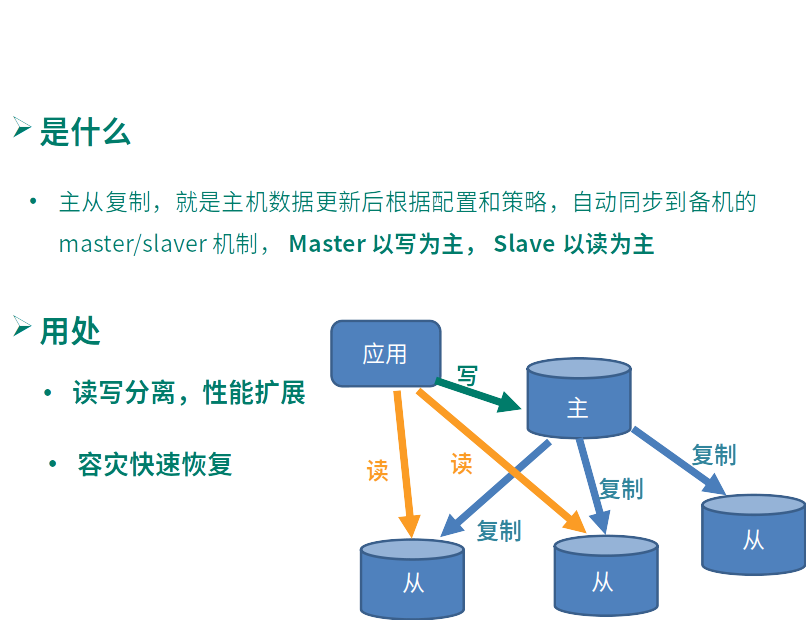 是什么
主从复制，就是主机数据更新后根据配置和策略，自动同步到备机的
master/slaver 机制， Master 以写为主， Slave 以读为主
用处
读写分离，性能扩展
容灾快速恢复
应用
写
主
读
读
复制
复制
复制
从
从
从